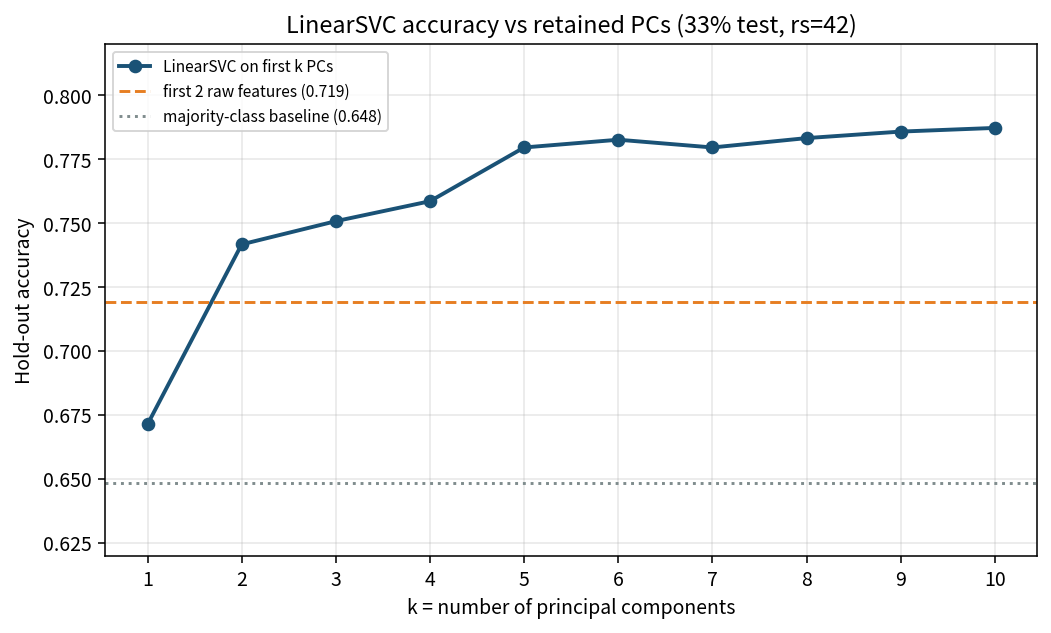 LinearSVC accuracy vs retained PCs (33% test, rs=42)
LinearSVC on first k PCs
first 2 raw features (0.719)
majority-class baseline (0.648)
0.800
0.775
0.750
0.725
0.700
0.675
0.650
0.625
Hold-out accuracy
1 2 3 4 5 6 7 8 9 10
k = number of principal components